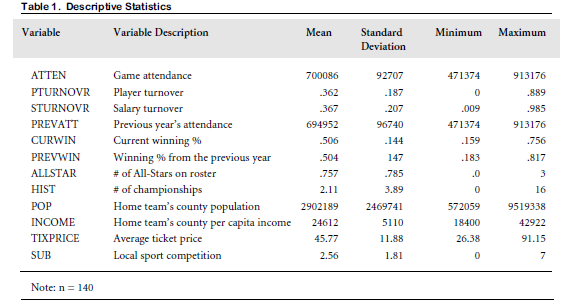 Table 1. Descriptive Statistics
Variable Variable Description Mean Standard Deviation Minimum Maximum
ATTEN Game attendance 700086 92707 471374 913176
PTURNOVR Player turnover .362 .187 0 .889
STURNOVR Salary turnover .367 .207 .009 .985
PREVATT Previous year's attendance 694952 96740 471374 913176
CURWIN Current winning % .506 .144 .159 .756
PREVWIN Winning % from the previous year .504 147 .183 .817
ALLSTAR # of All-Stars on roster .757 .785 .0 3
HIST # of championships 2.11 3.89 0 16
POP Home team's county population 2902189 2469741 572059 9519338
INCOME Home team's county per capita income 24612 5110 18400 42922
TIXPRICE Average ticket price 45.77 11.88 26.38 91.15
SUB Local sport competition 2.56 1.81 0 7
Note: n = 140